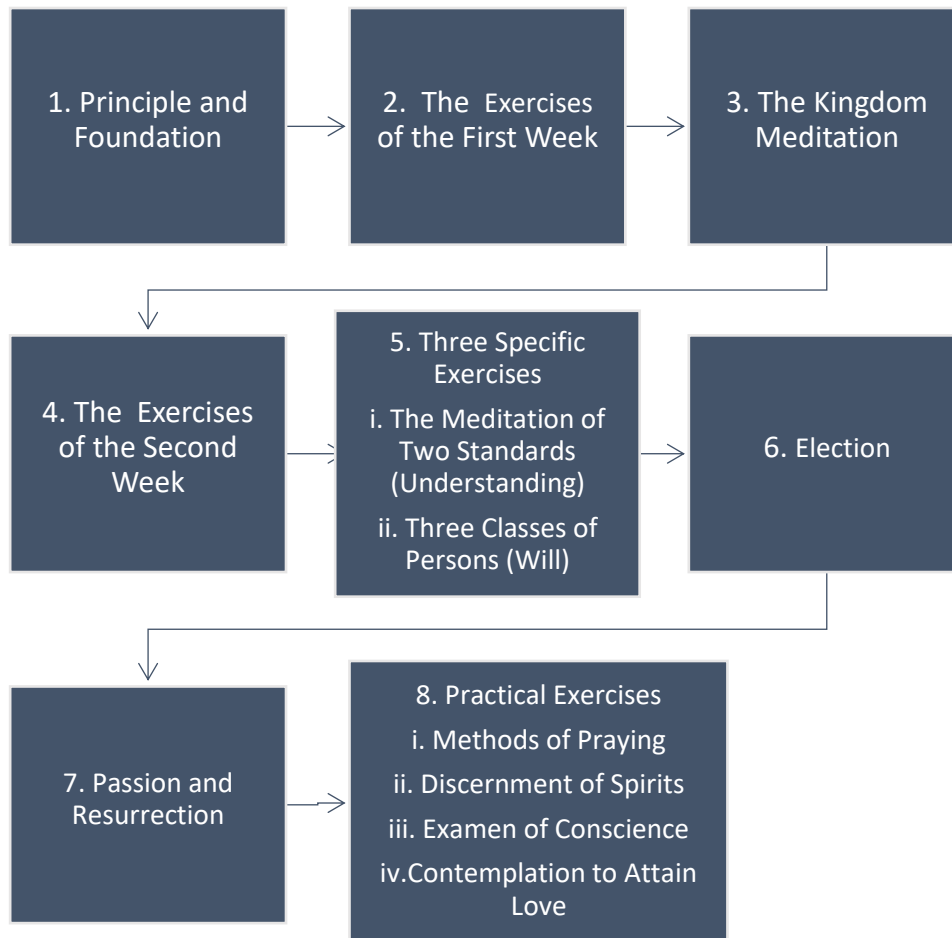 1. Principle and
Foundation
2. The Exercises
of the First Week
3. The Kingdom
Meditation
4. The Exercises
of the Second
Week
5. Three Specific
Exercises
i. The Meditation of
Two Standards
(Understanding)
ii. Three Classes of
Persons (Will)
6. Election
7. Passion and
Resurrection
8. Practical Exercises
i. Methods of Praying
ii. Discernment of Spirits
iii. Examen of Conscience
iv.Contemplation to Attain
Love